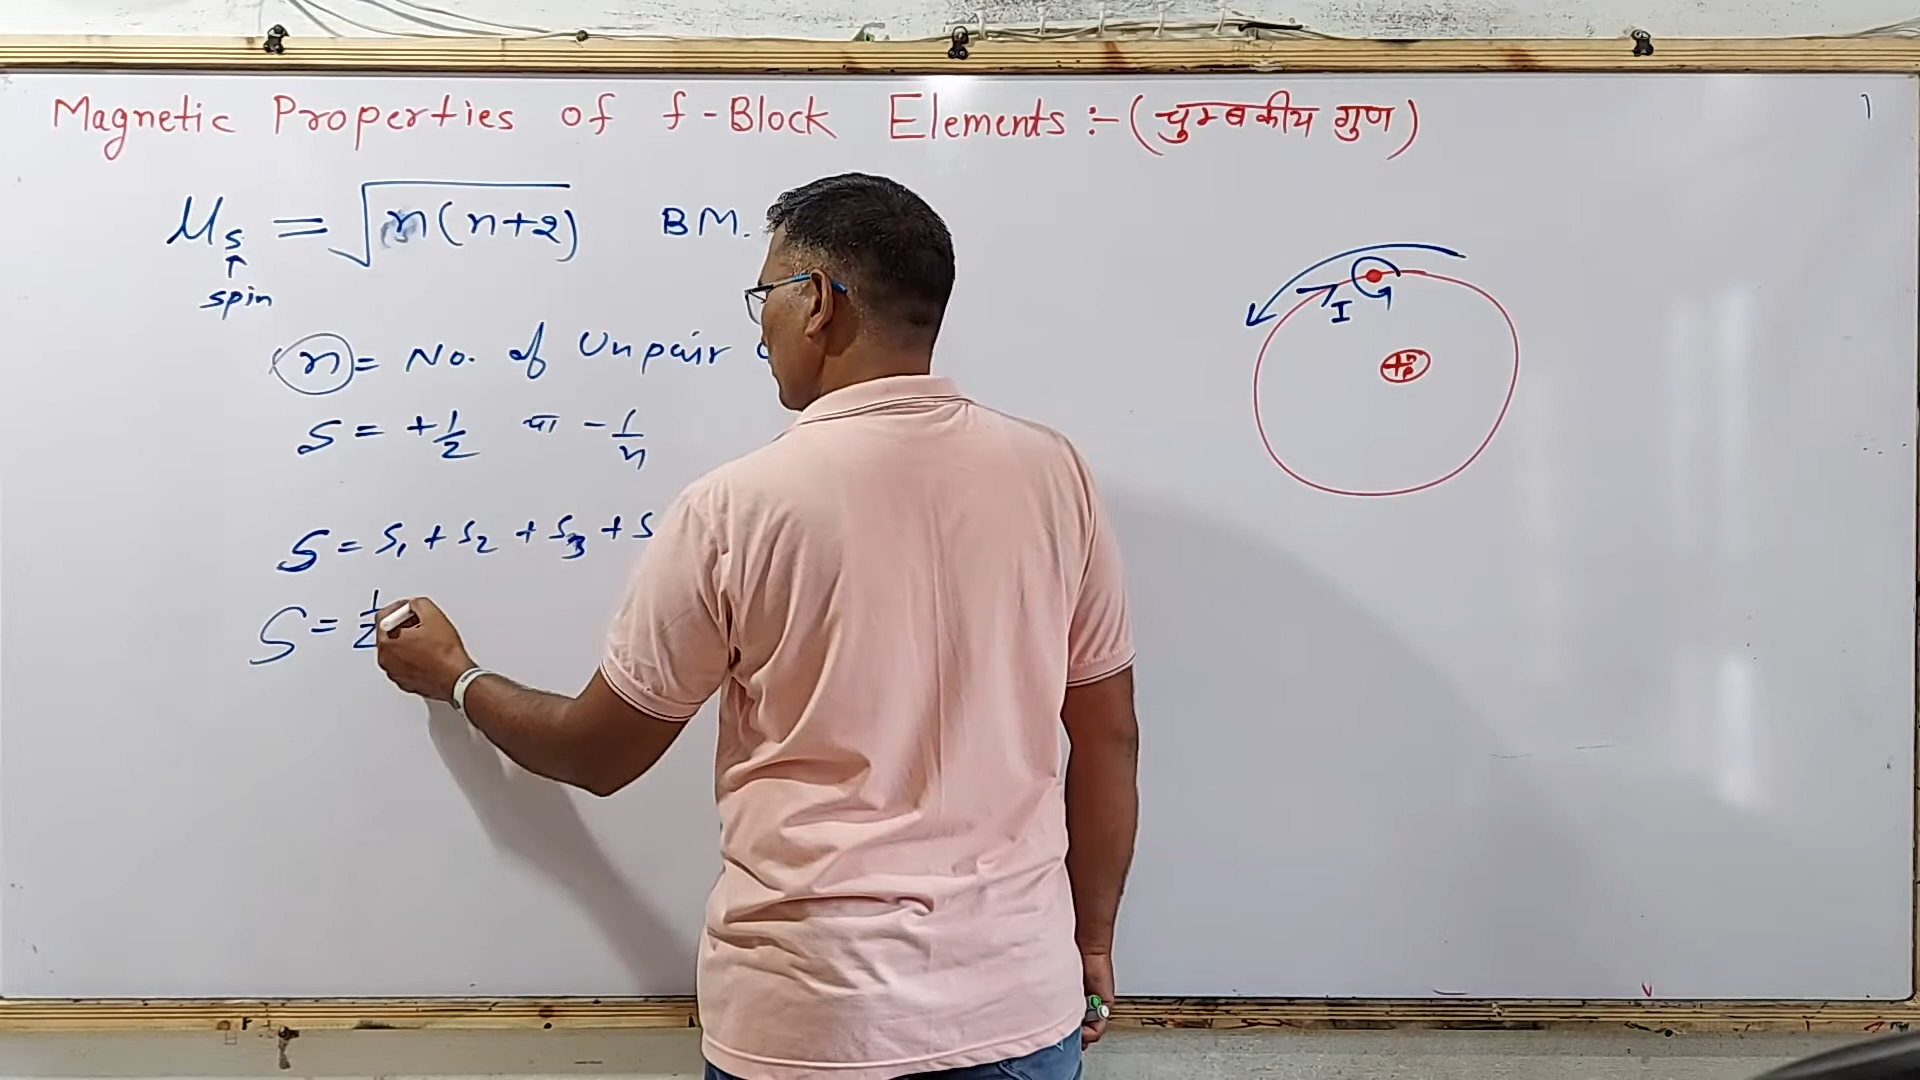 Magnetic Properties of f-Block Elements :- (चुम्बकीय गुण)
μs = √n(n+2) BM.
↑
spin
n = No. of Unpair
S = +1/2 या -1/n
S = S1 + S2 + S3 + S
S = 1/2
I
+n
p